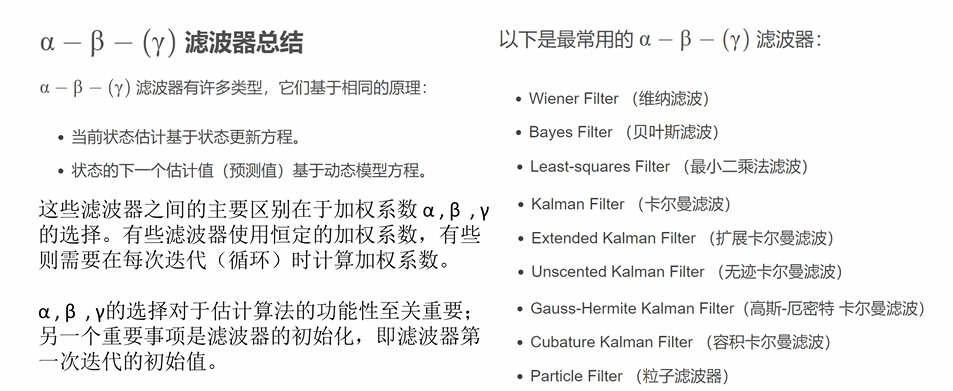 α − β − (γ) 滤波器总结
α − β − (γ) 滤波器有许多类型，它们基于相同的原理：
• 当前状态估计基于状态更新方程。
• 状态的下一个估计值（预测值）基于动态模型方程。
这些滤波器之间的主要区别在于加权系数 α , β , γ
的选择。有些滤波器使用恒定的加权系数，有些
则需要在每次迭代（循环）时计算加权系数。
α , β , γ的选择对于估计算法的功能性至关重要；
另一个重要事项是滤波器的初始化，即滤波器第
一次迭代的初始值。
以下是最常用的 α − β − (γ) 滤波器：
• Wiener Filter （维纳滤波）
• Bayes Filter （贝叶斯滤波）
• Least-squares Filter （最小二乘法滤波）
• Kalman Filter （卡尔曼滤波）
• Extended Kalman Filter （扩展卡尔曼滤波）
• Unscented Kalman Filter （无迹卡尔曼滤波）
• Gauss-Hermite Kalman Filter（高斯-厄密特 卡尔曼滤波）
• Cubature Kalman Filter （容积卡尔曼滤波）
• Particle Filter （粒子滤波器）